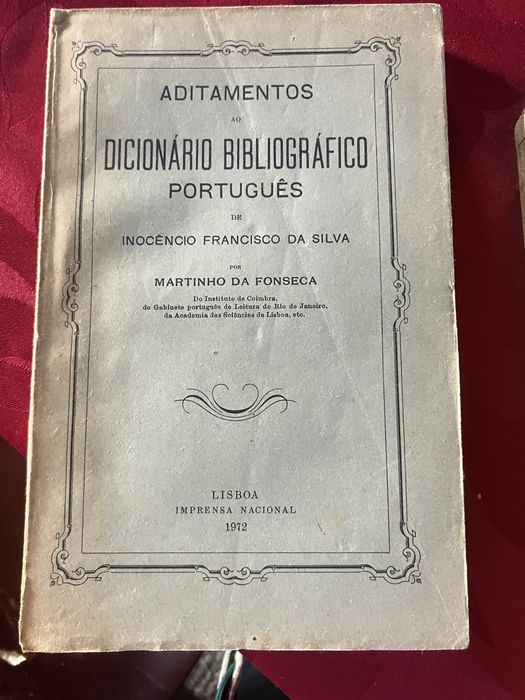 ADITAMENTOS
AO
DICIONÁRIO BIBLIOGRÁFICO
PORTUGUÊS
DE
INOCÊNCIO FRANCISCO DA SILVA
POR
MARTINHO DA FONSECA
Do Instituto de Coimbra,
do Gabinete português de Leitura do Rio de Janeiro,
da Academia das Sciências de Lisboa, etc.
LISBOA
IMPRENSA NACIONAL
1972